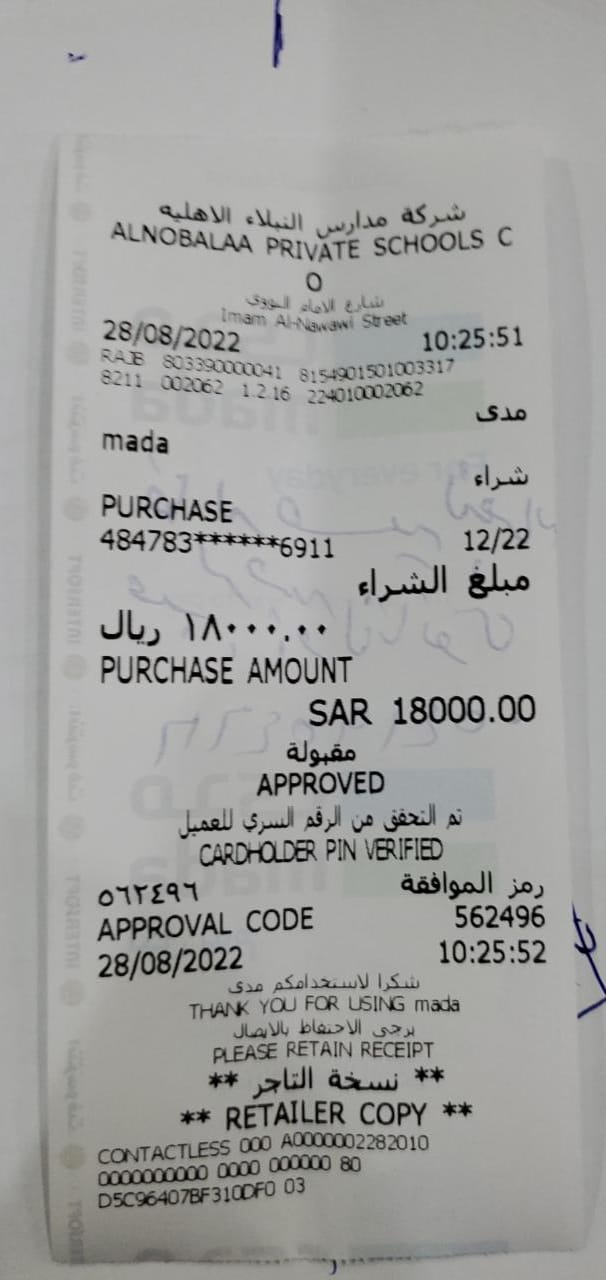 شركة مدارس النبلاء الاهليه
ALNOBALAA PRIVATE SCHOOLS C
O
شارع الامام النووي
Imam Al-Nawawi Street
28/08/2022 10:25:51
RAJB 803390000041 8154901501003317
8211 002062 1.2.16 224010002062
مدى
mada
شراء
PURCHASE
484783******6911 12/22
مبلغ الشراء
١٨٠٠٠.٠٠ ريال
PURCHASE AMOUNT
SAR 18000.00
مقبولة
APPROVED
تم التحقق من الرقم السري للعميل
CARDHOLDER PIN VERIFIED
رمز الموافقة ٥٦٢٤٩٦
APPROVAL CODE 562496
28/08/2022 10:25:52
شكرا لاستخدامكم مدى
THANK YOU FOR USING mada
يرجى الاحتفاظ بالايصال
PLEASE RETAIN RECEIPT
** نسخة التاجر **
** RETAILER COPY **
CONTACTLESS 000 A0000002282010
0000000000 0000 000000 80
D5C96407BF310DF0 03